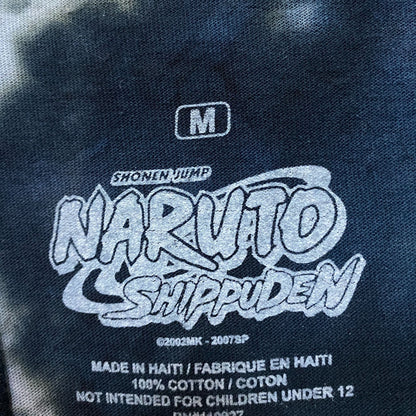 M
SHONEN JUMP
NARUTO
SHIPPUDEN
©2002MK - 2007SP
MADE IN HAITI / FABRIQUE EN HAITI
100% COTTON / COTON
NOT INTENDED FOR CHILDREN UNDER 12